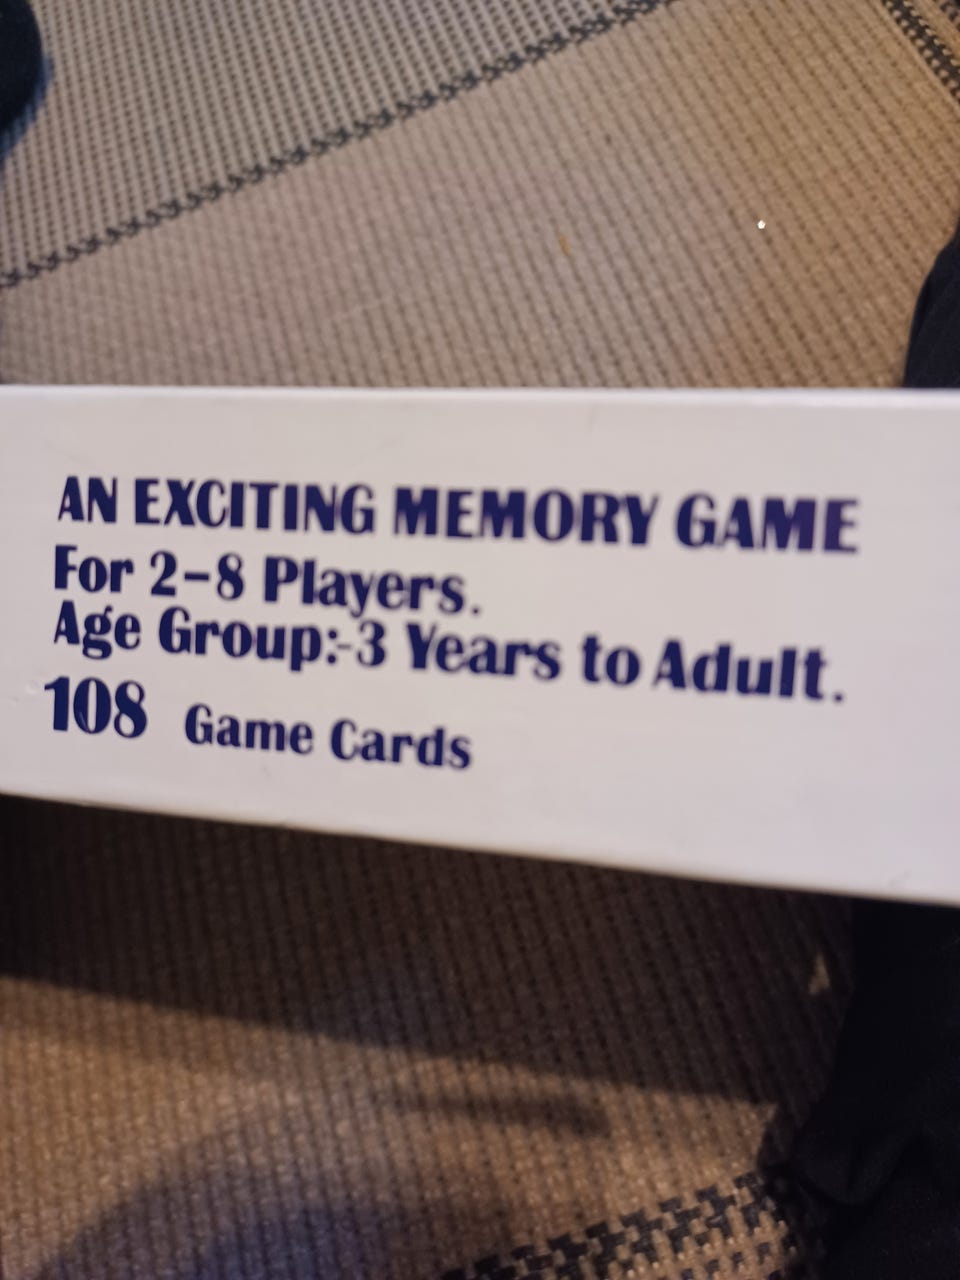 AN EXCITING MEMORY GAME
For 2-8 Players.
Age Group:-3 Years to Adult.
108 Game Cards